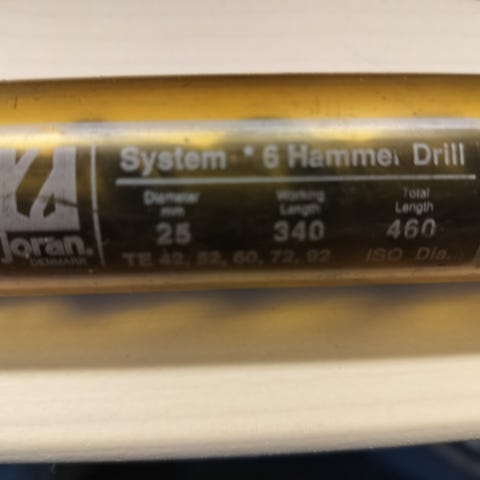 System * 6 Hammer Drill
Diameter Working Total
mm Length Length
25 340 460
TE 42, 52, 60, 72, 92 ISO Dia.
Joran.
DENMARK